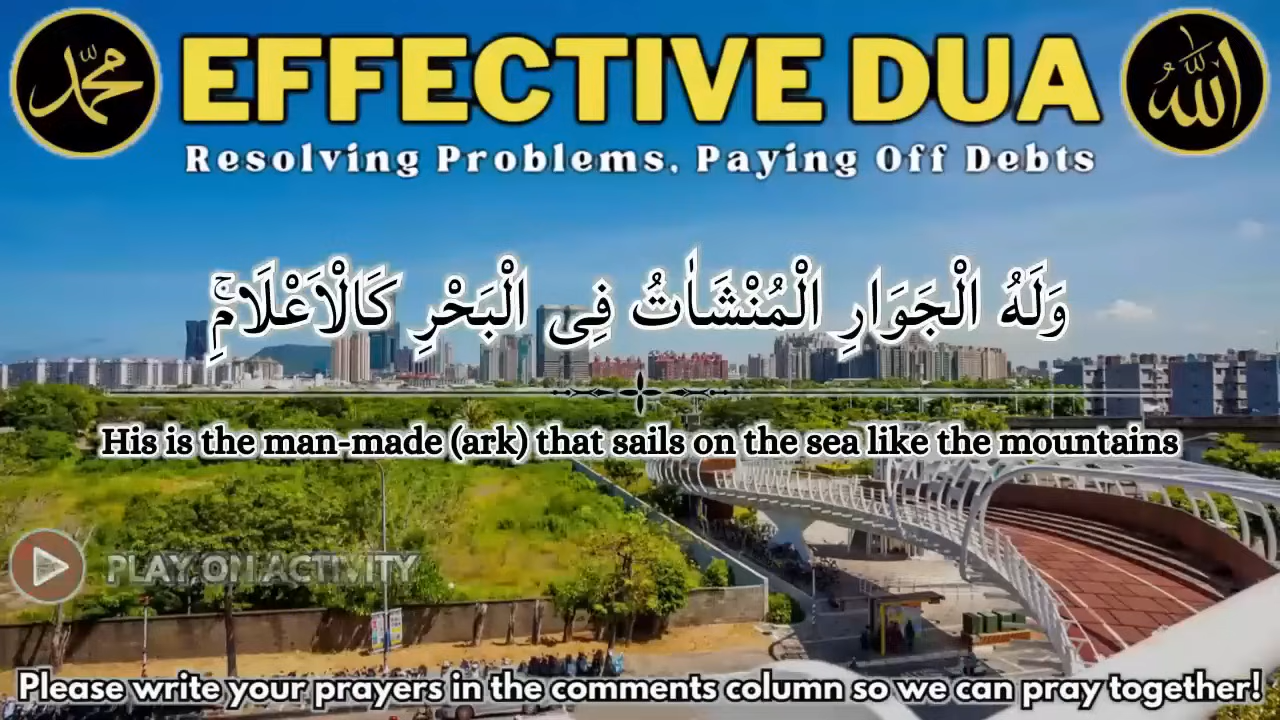 محمد
EFFECTIVE DUA
الله
Resolving Problems, Paying Off Debts
وَلَهُ الْجَوَارِ الْمُنْشَاٰتُ فِى الْبَحْرِ كَالْاَعْلَامِۚ
His is the man-made (ark) that sails on the sea like the mountains
PLAY ON ACTIVITY
Please write your prayers in the comments column so we can pray together!